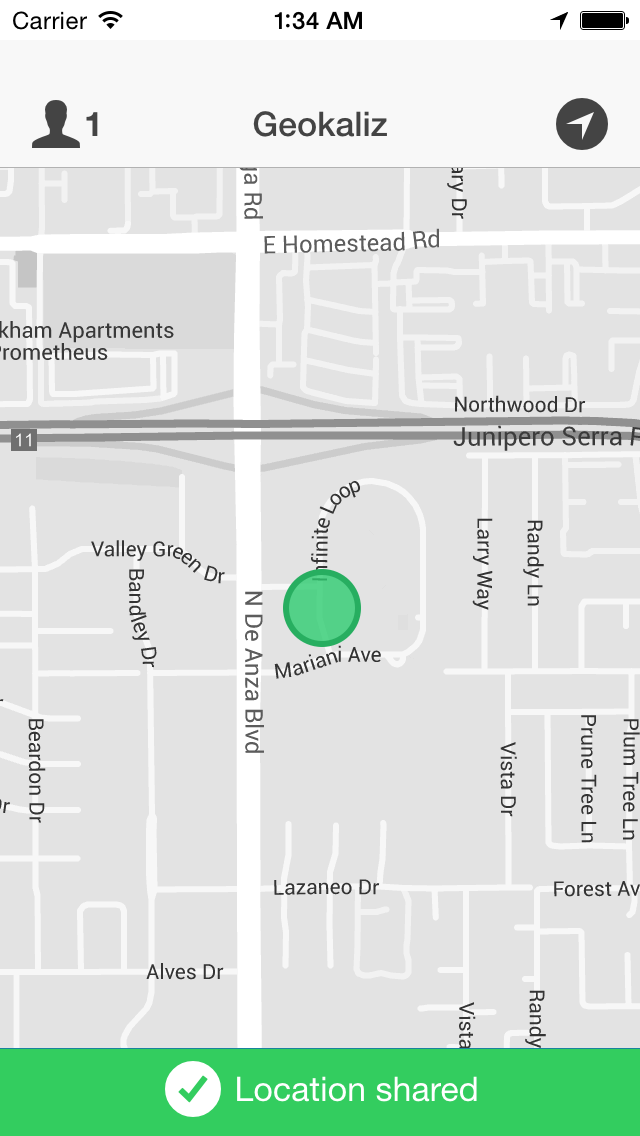 Carrier
1:34 AM
1
Geokaliz
Rd
Dr
E Homestead Rd
Apartments
Prometheus
Northwood Dr
11
Junipero Serra
Infinite Loop
Valley Green Dr
Larry Way
Randy Ln
Bandley Dr
N De Anza Blvd
Mariani Ave
Beardon Dr
Vista Dr
Prune Tree Ln
Plum Tree Ln
Dr
Lazaneo Dr
Forest Av
Alves Dr
Vista
Randy
Location shared